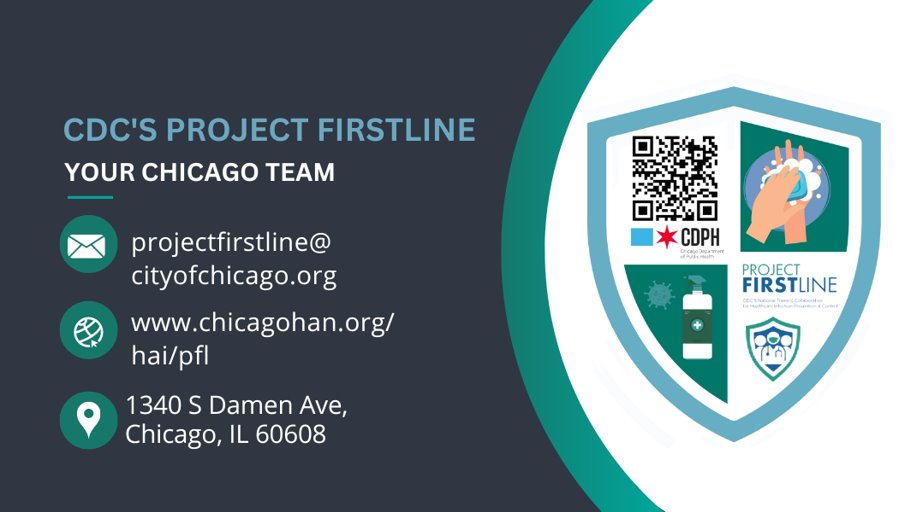 CDC'S PROJECT FIRSTLINE
YOUR CHICAGO TEAM
projectfirstline@
cityofchicago.org
www.chicagohan.org/
hai/pfl
1340 S Damen Ave,
Chicago, IL 60608
CDPH
Chicago Department
of Public Health
PROJECT
FIRSTLINE
CDC's National Training Collaborative
for Healthcare Infection Prevention & Control